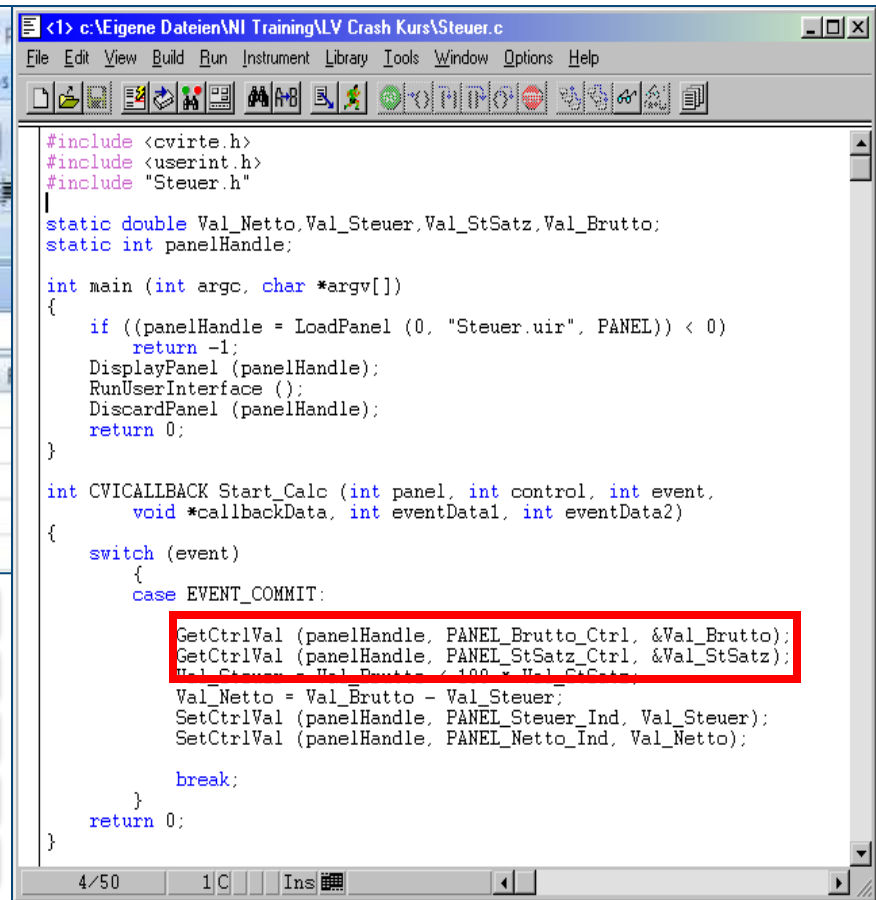 <1> c:\Eigene Dateien\NI Training\LV Crash Kurs\Steuer.c
File Edit View Build Run Instrument Library Tools Window Options Help
#include <cvirte.h>
#include <userint.h>
#include "Steuer.h"
static double Val_Netto,Val_Steuer,Val_StSatz,Val_Brutto;
static int panelHandle;
int main (int argc, char *argv[])
{
if ((panelHandle = LoadPanel (0, "Steuer.uir", PANEL)) < 0)
return -1;
DisplayPanel (panelHandle);
RunUserInterface ();
DiscardPanel (panelHandle);
return 0;
}
int CVICALLBACK Start_Calc (int panel, int control, int event,
void *callbackData, int eventData1, int eventData2)
{
switch (event)
{
case EVENT_COMMIT:
GetCtrlVal (panelHandle, PANEL_Brutto_Ctrl, &Val_Brutto);
GetCtrlVal (panelHandle, PANEL_StSatz_Ctrl, &Val_StSatz);
Val_Steuer = Val_Brutto / 100 * Val_StSatz;
Val_Netto = Val_Brutto - Val_Steuer;
SetCtrlVal (panelHandle, PANEL_Steuer_Ind, Val_Steuer);
SetCtrlVal (panelHandle, PANEL_Netto_Ind, Val_Netto);
break;
}
return 0;
}
4/50 1 C Ins